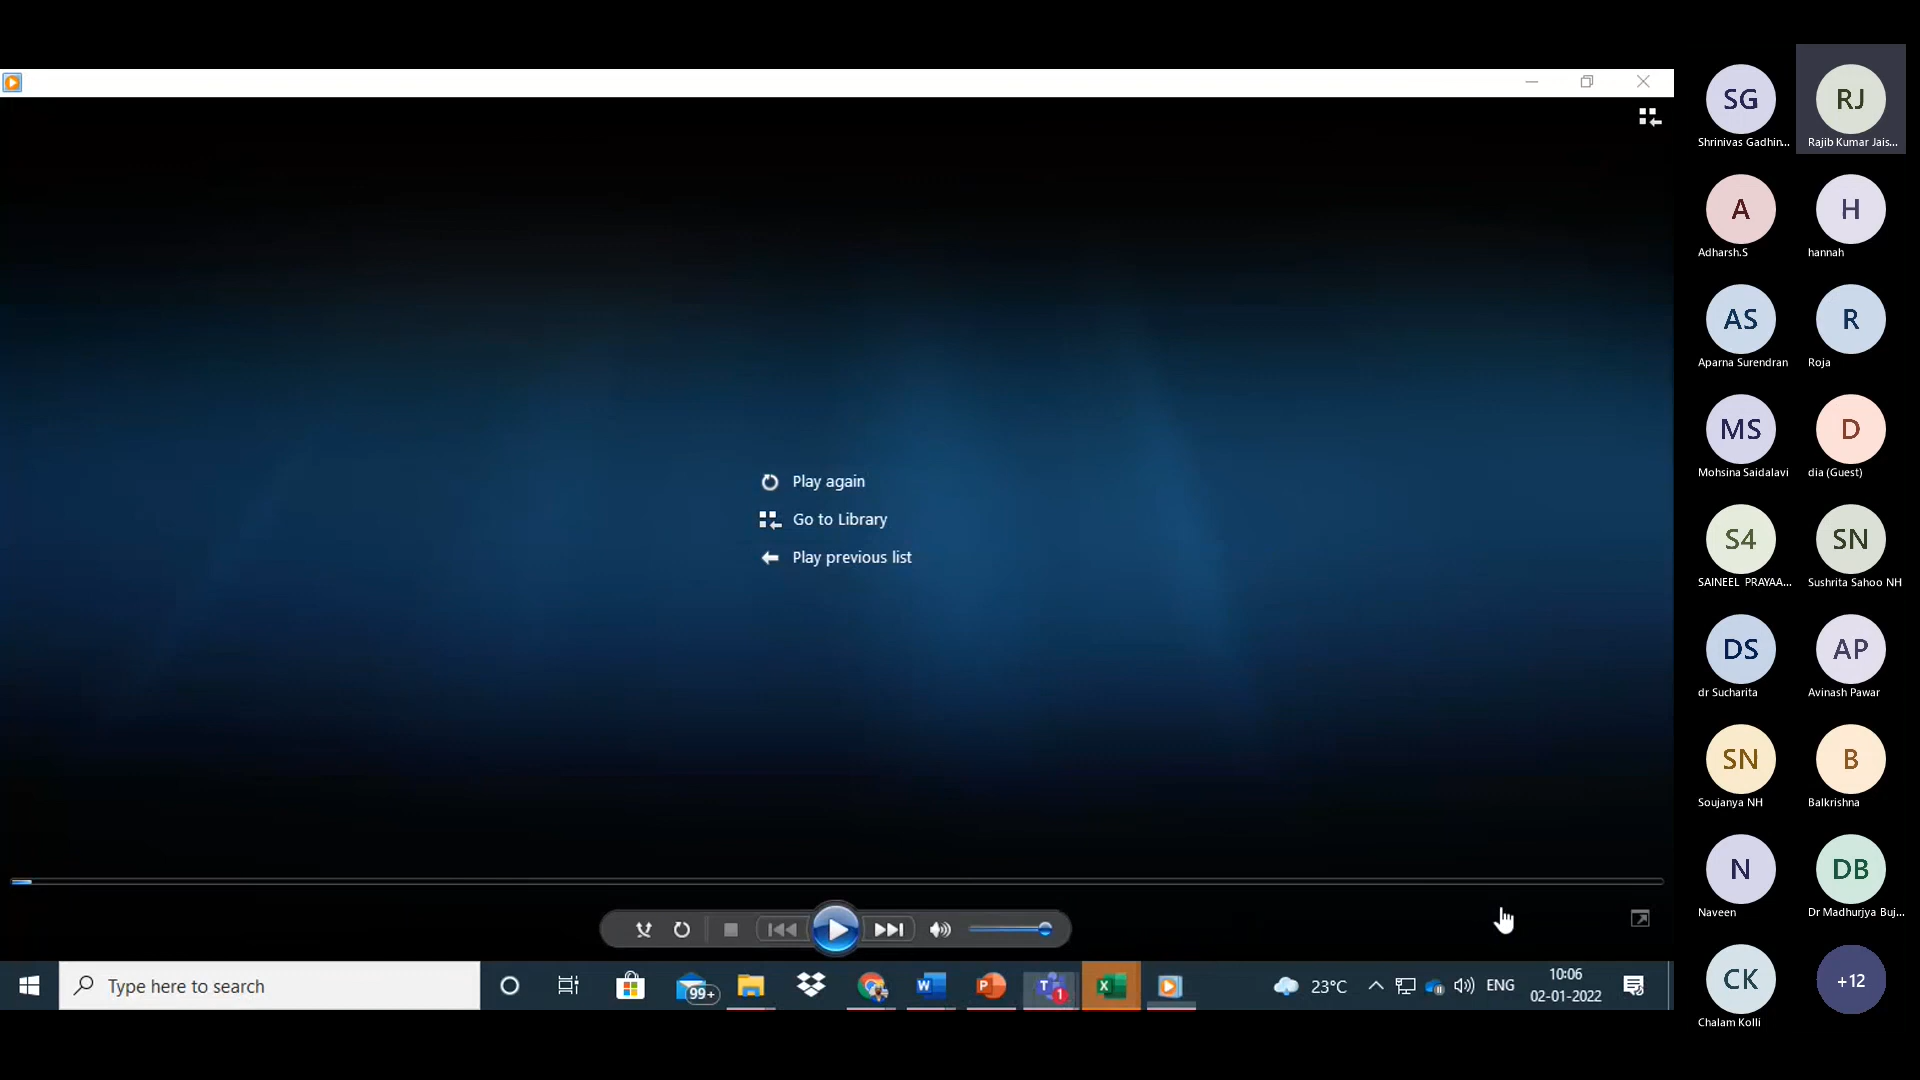 SG
RJ
Shrinivas Gadhin...
Rajib Kumar Jais...
A
H
Adharsh.S
hannah
AS
R
Aparna Surendran
Roja
MS
D
Mohsina Saidalavi
dia (Guest)
Play again
Go to Library
Play previous list
S4
SN
SAINEEL PRAYAA...
Sushrita Sahoo NH
DS
AP
dr Sucharita
Avinash Pawar
SN
B
Soujanya NH
Balkrishna
N
DB
Naveen
Dr Madhurjya Buj...
CK
+12
Chalam Kolli
Type here to search
99+
W
P
T
1
X
23°C
ENG
10:06
02-01-2022